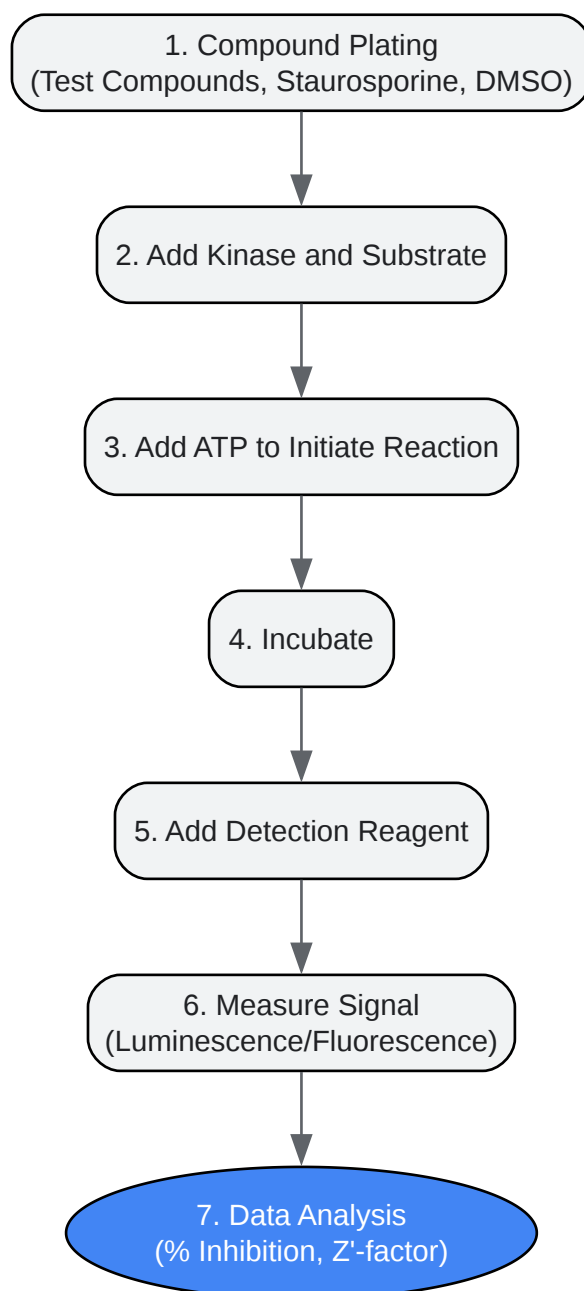 1. Compound Plating
(Test Compounds, Staurosporine, DMSO)
2. Add Kinase and Substrate
3. Add ATP to Initiate Reaction
4. Incubate
5. Add Detection Reagent
6. Measure Signal
(Luminescence/Fluorescence)
7. Data Analysis
(% Inhibition, Z'-factor)